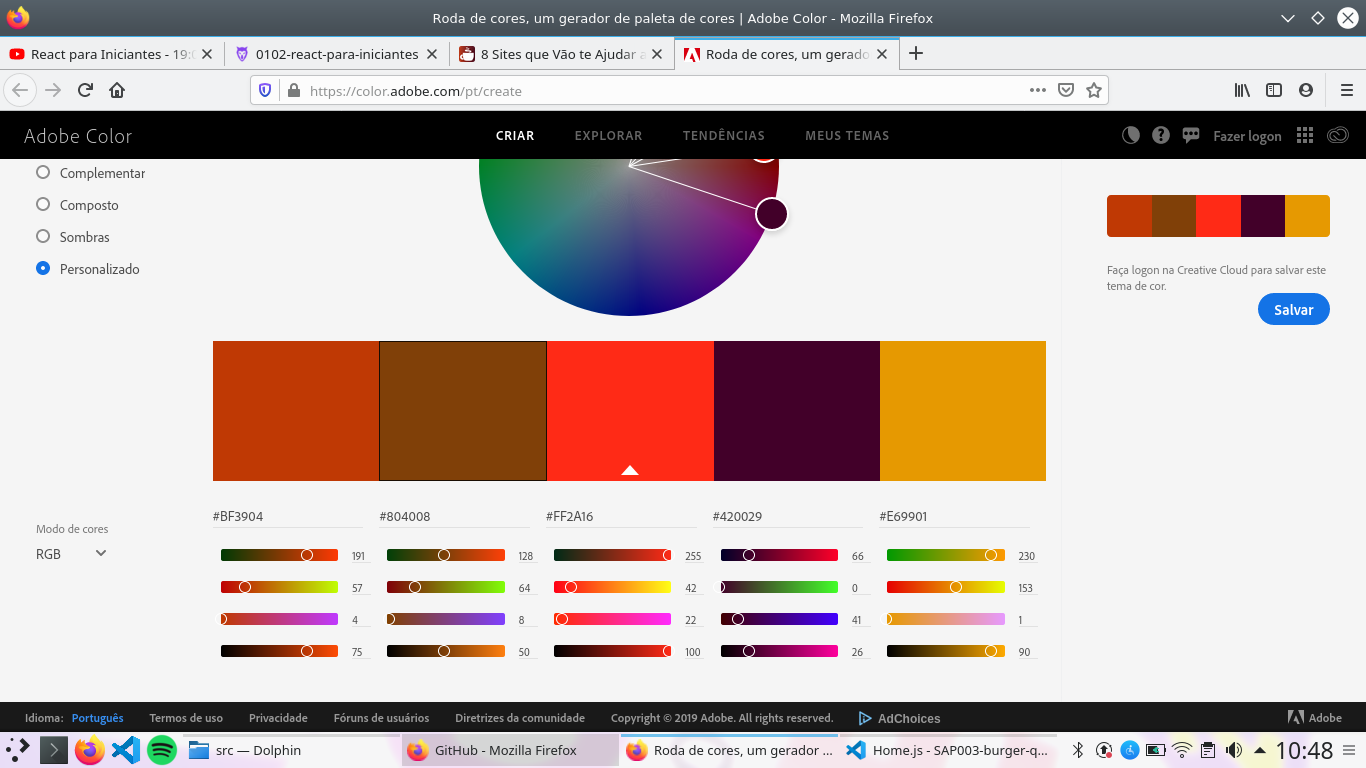 Roda de cores, um gerador de paleta de cores | Adobe Color - Mozilla Firefox
React para Iniciantes - 19:0
0102-react-para-iniciantes
8 Sites que Vão te Ajudar a
Roda de cores, um gerado
https://color.adobe.com/pt/create
Adobe Color
CRIAR
EXPLORAR
TENDÊNCIAS
MEUS TEMAS
Fazer logon
Complementar
Composto
Sombras
Personalizado
Faça logon na Creative Cloud para salvar este
tema de cor.
Salvar
#BF3904 #804008 #FF2A16 #420029 #E69901
Modo de cores
RGB
191 128 255 66 230
57 64 42 0 153
4 8 22 41 1
75 50 100 26 90
Idioma: Português Termos de uso Privacidade Fóruns de usuários Diretrizes da comunidade Copyright © 2019 Adobe. All rights reserved. AdChoices Adobe
src — Dolphin
GitHub - Mozilla Firefox
Roda de cores, um gerador ...
Home.js - SAP003-burger-q...
10:48